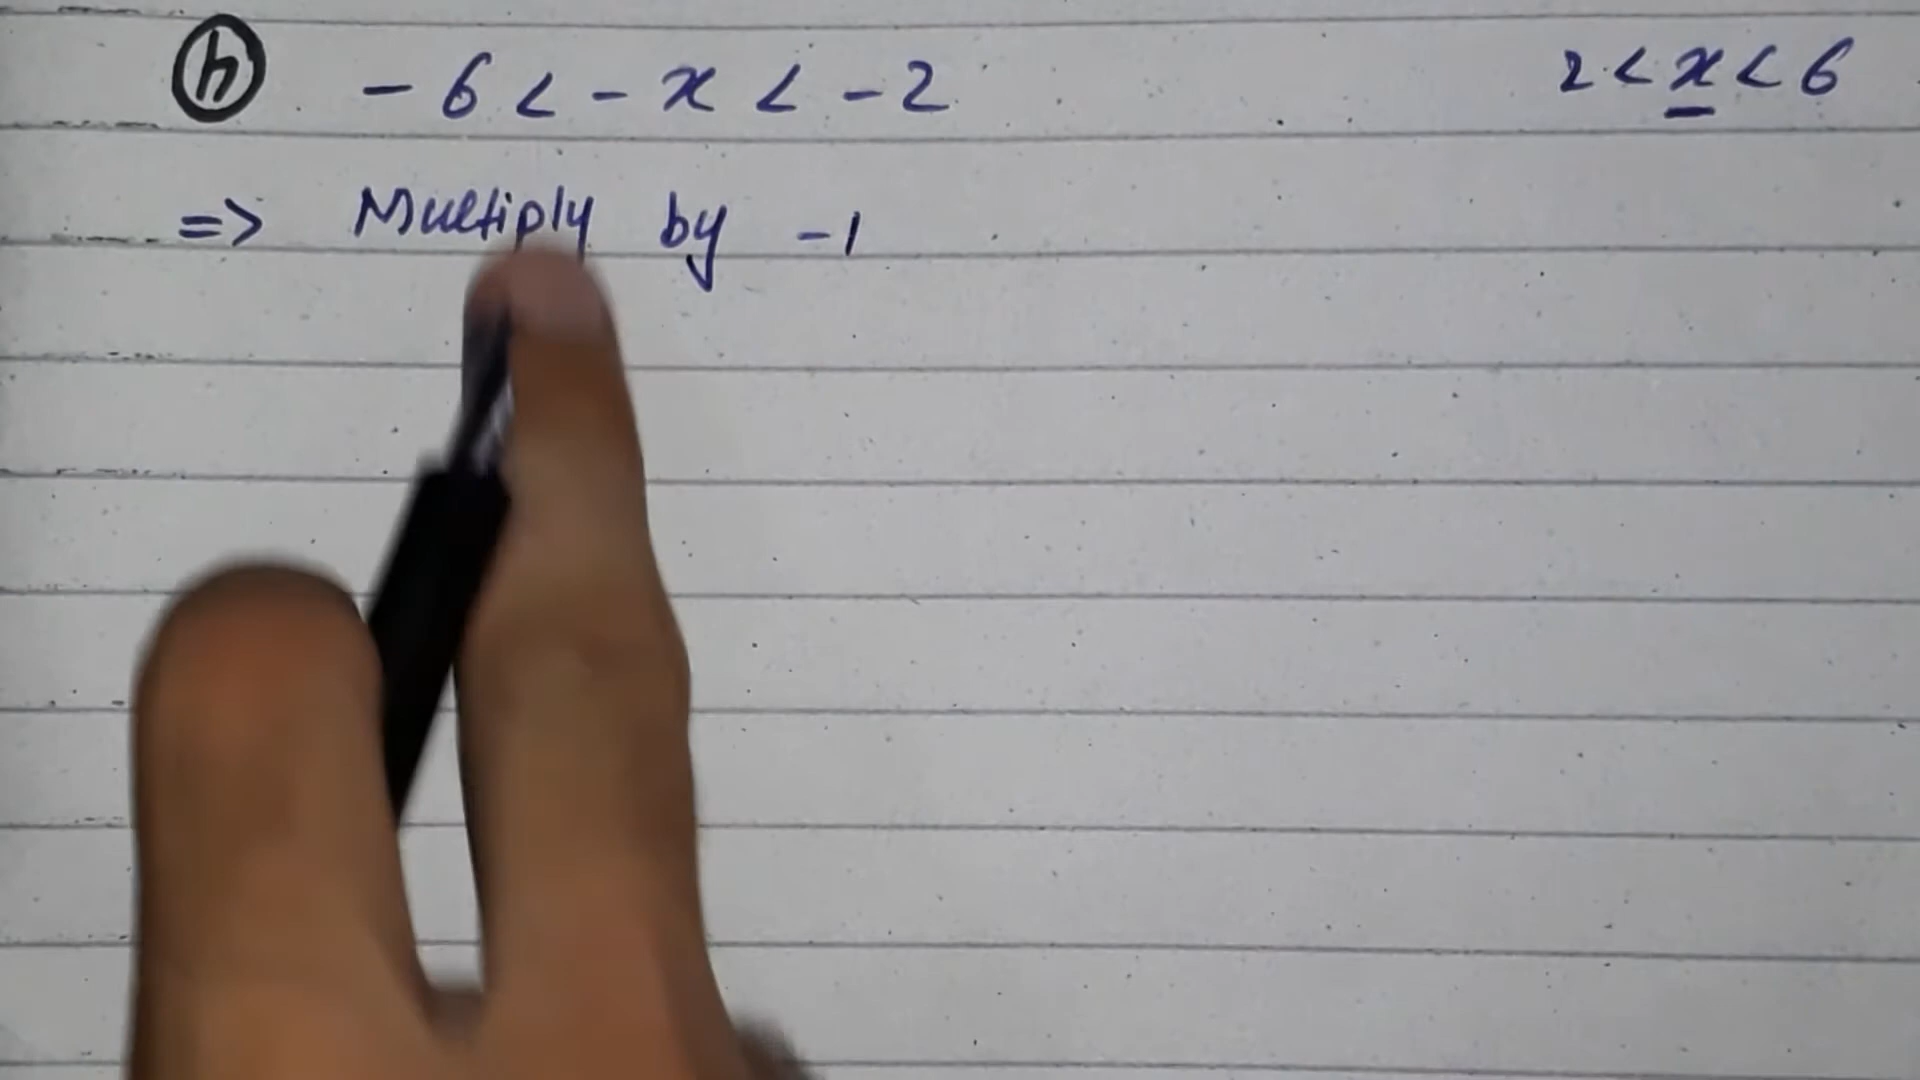 (h) - 6 < - x < - 2 2 < x < 6
=> Multiply by -1